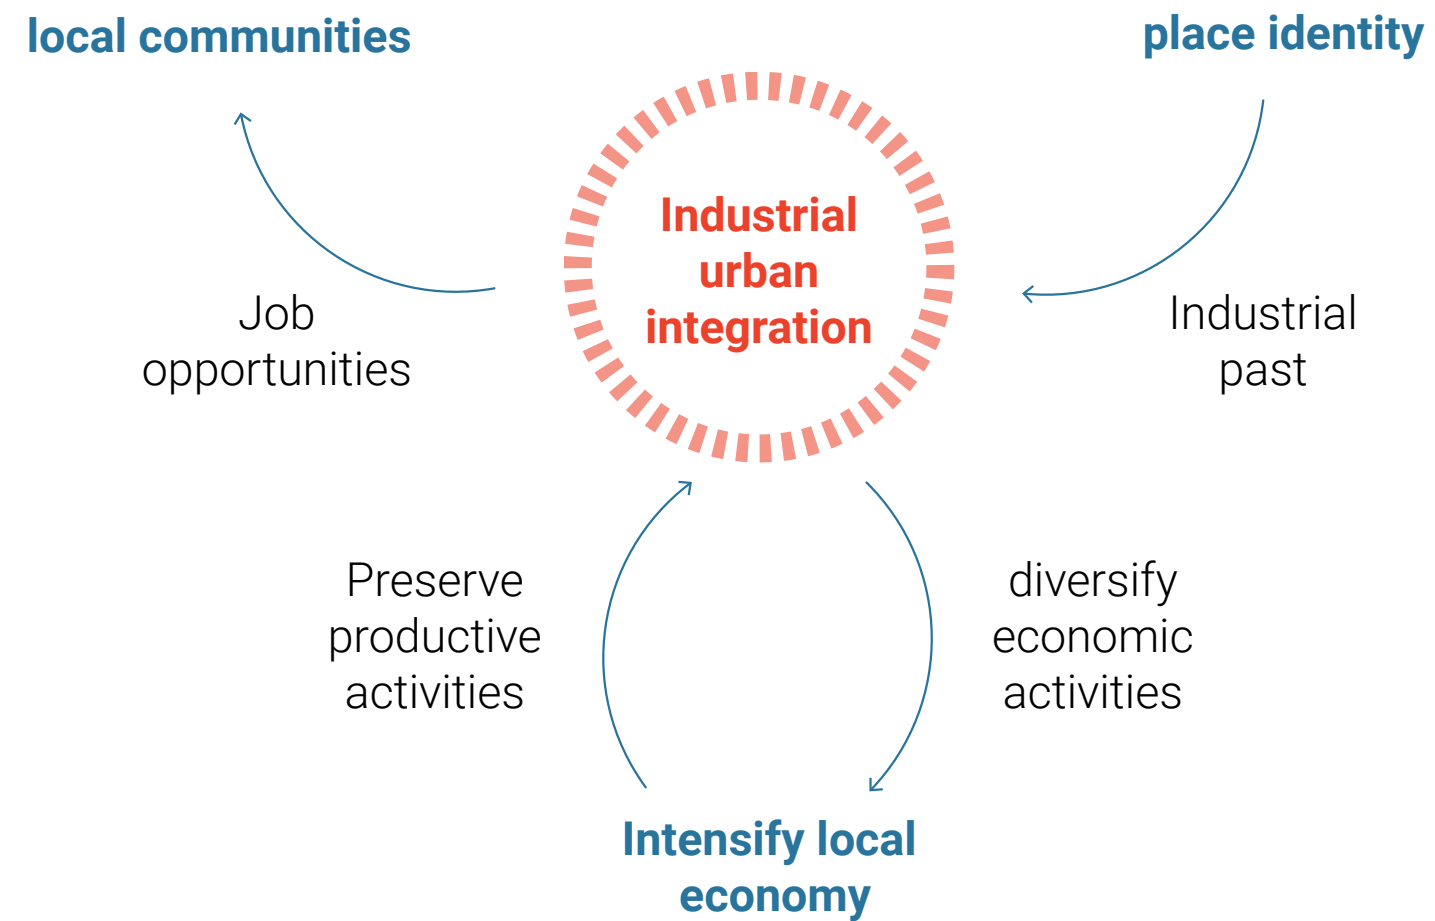 local communities
place identity
Industrial
urban
integration
Job
opportunities
Industrial
past
Preserve
productive
activities
diversify
economic
activities
Intensify local
economy